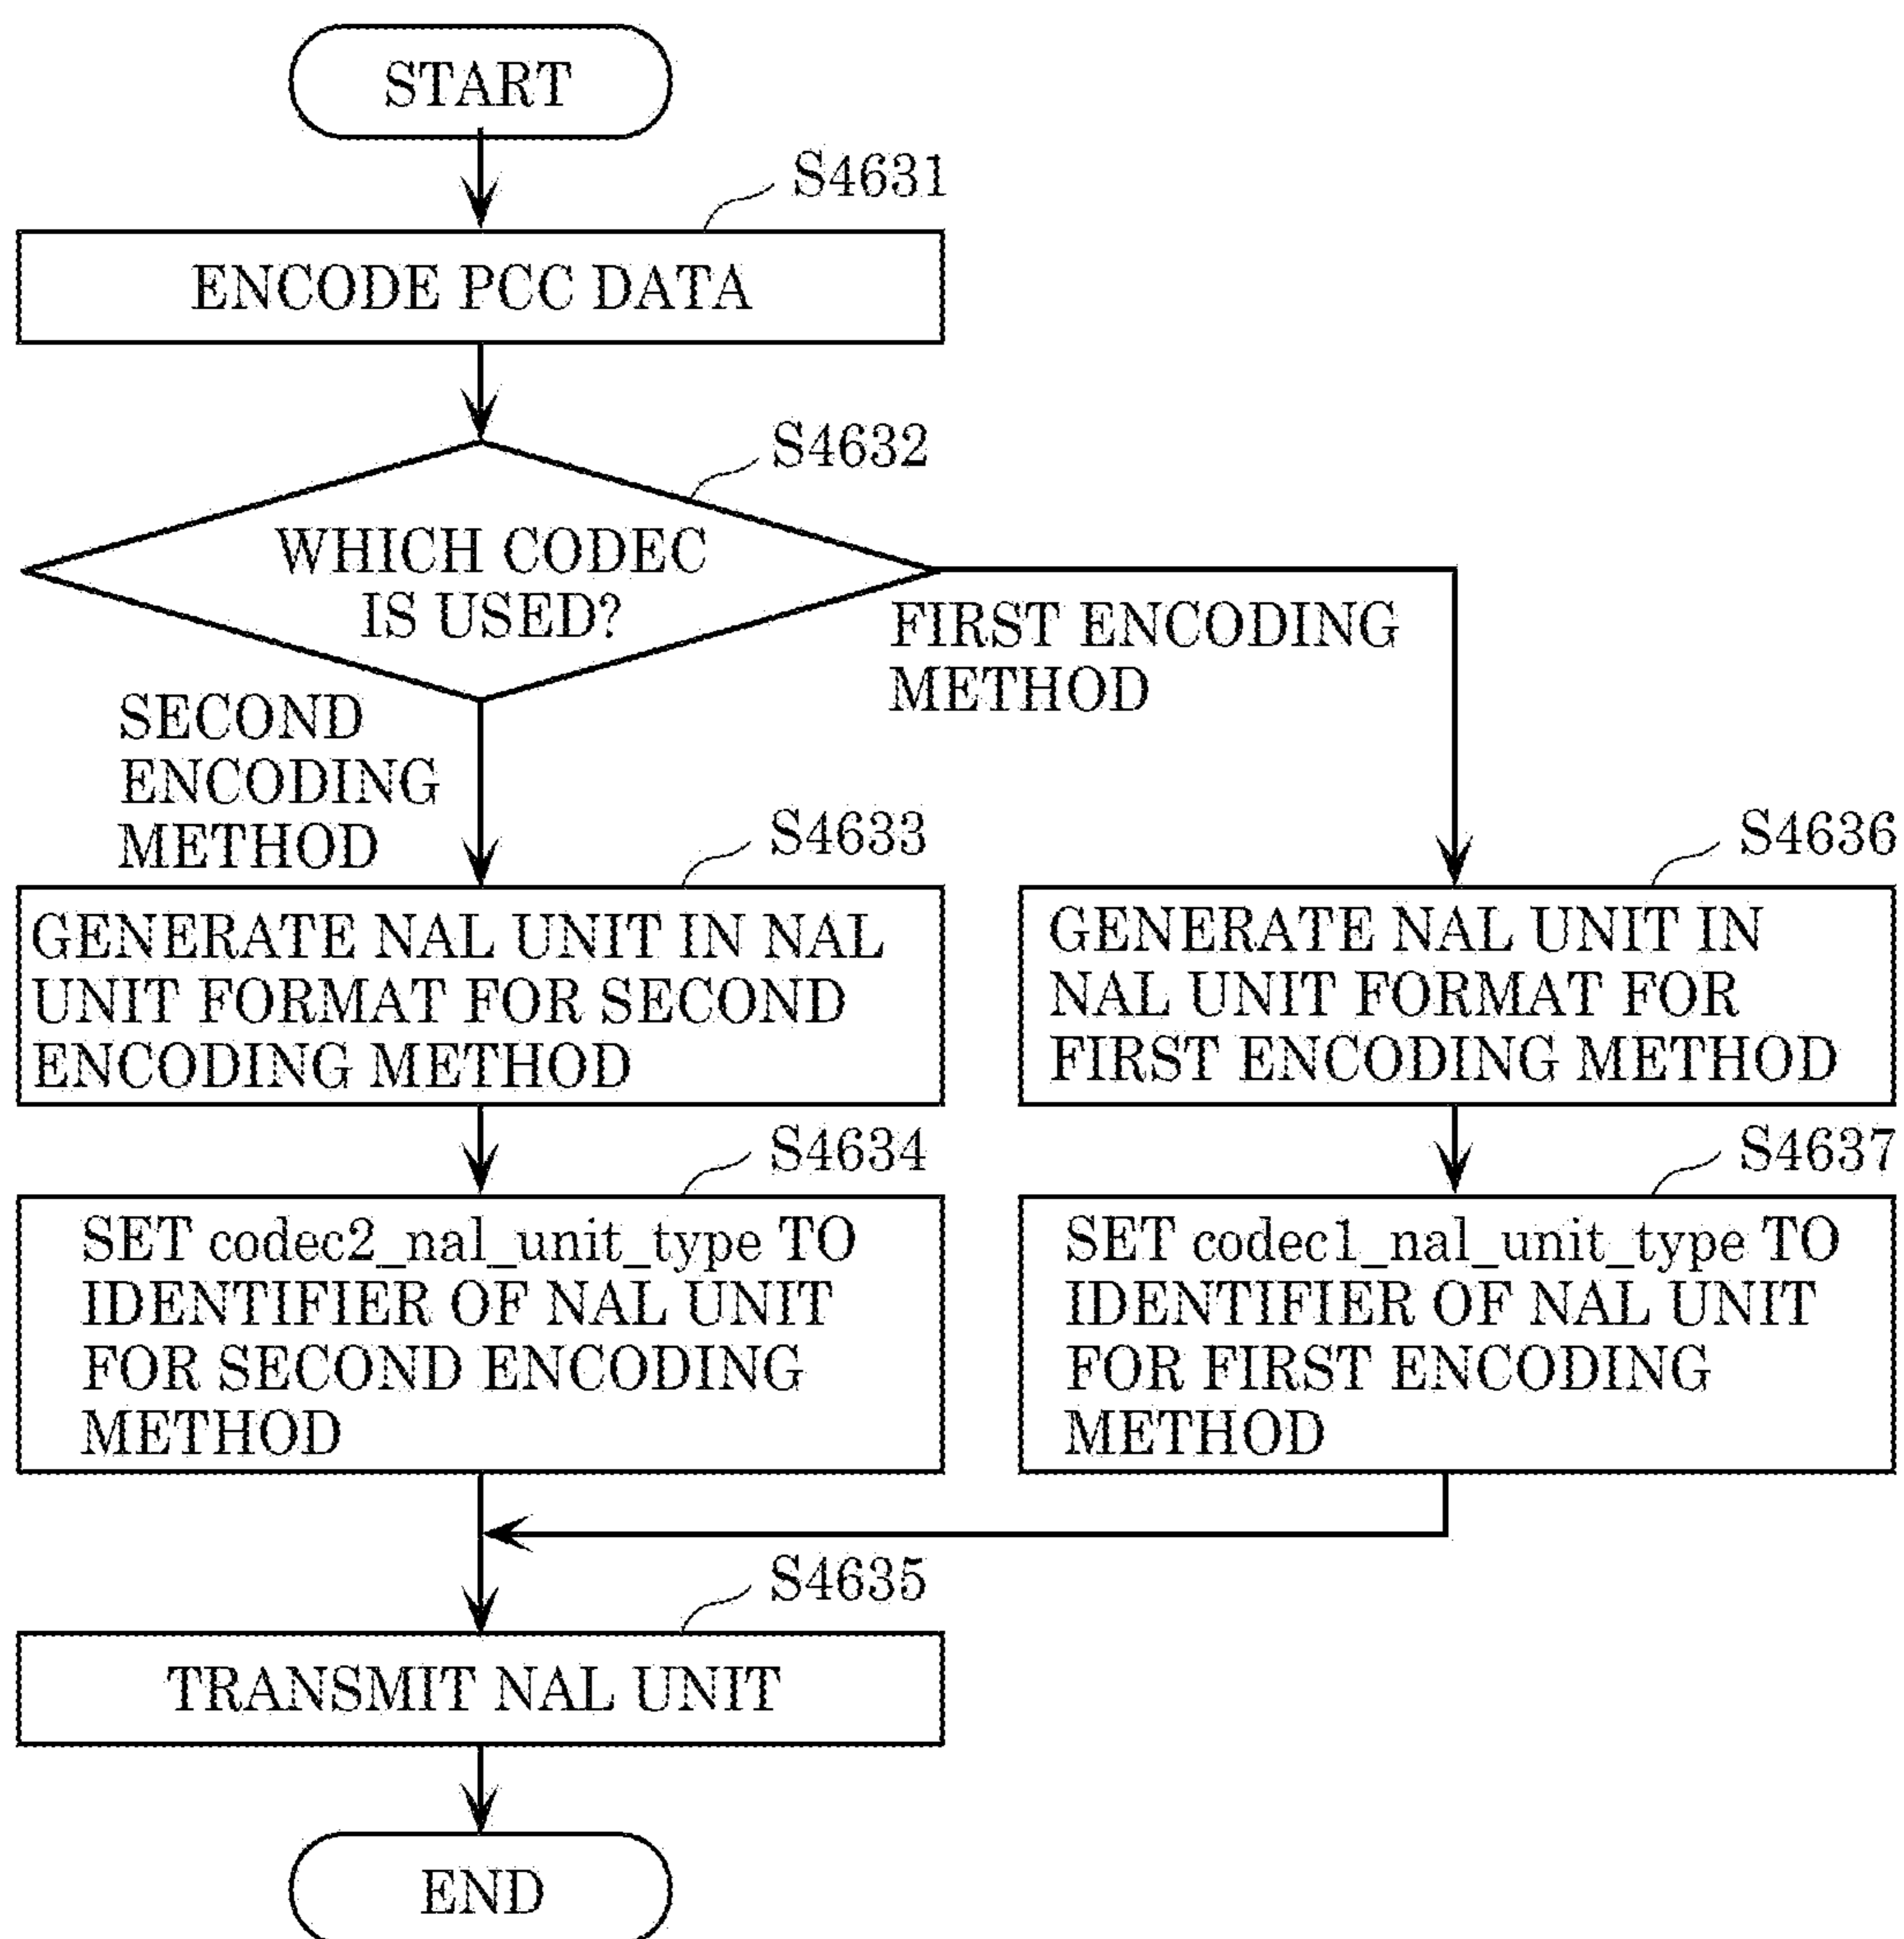 START
S4631
ENCODE PCC DATA
S4632
WHICH CODEC
IS USED?
FIRST ENCODING
METHOD
SECOND
ENCODING
METHOD
S4633
GENERATE NAL UNIT IN NAL
UNIT FORMAT FOR SECOND
ENCODING METHOD
S4636
GENERATE NAL UNIT IN
NAL UNIT FORMAT FOR
FIRST ENCODING METHOD
S4634
SET codec2_nal_unit_type TO
IDENTIFIER OF NAL UNIT
FOR SECOND ENCODING
METHOD
S4637
SET codec1_nal_unit_type TO
IDENTIFIER OF NAL UNIT
FOR FIRST ENCODING
METHOD
S4635
TRANSMIT NAL UNIT
END